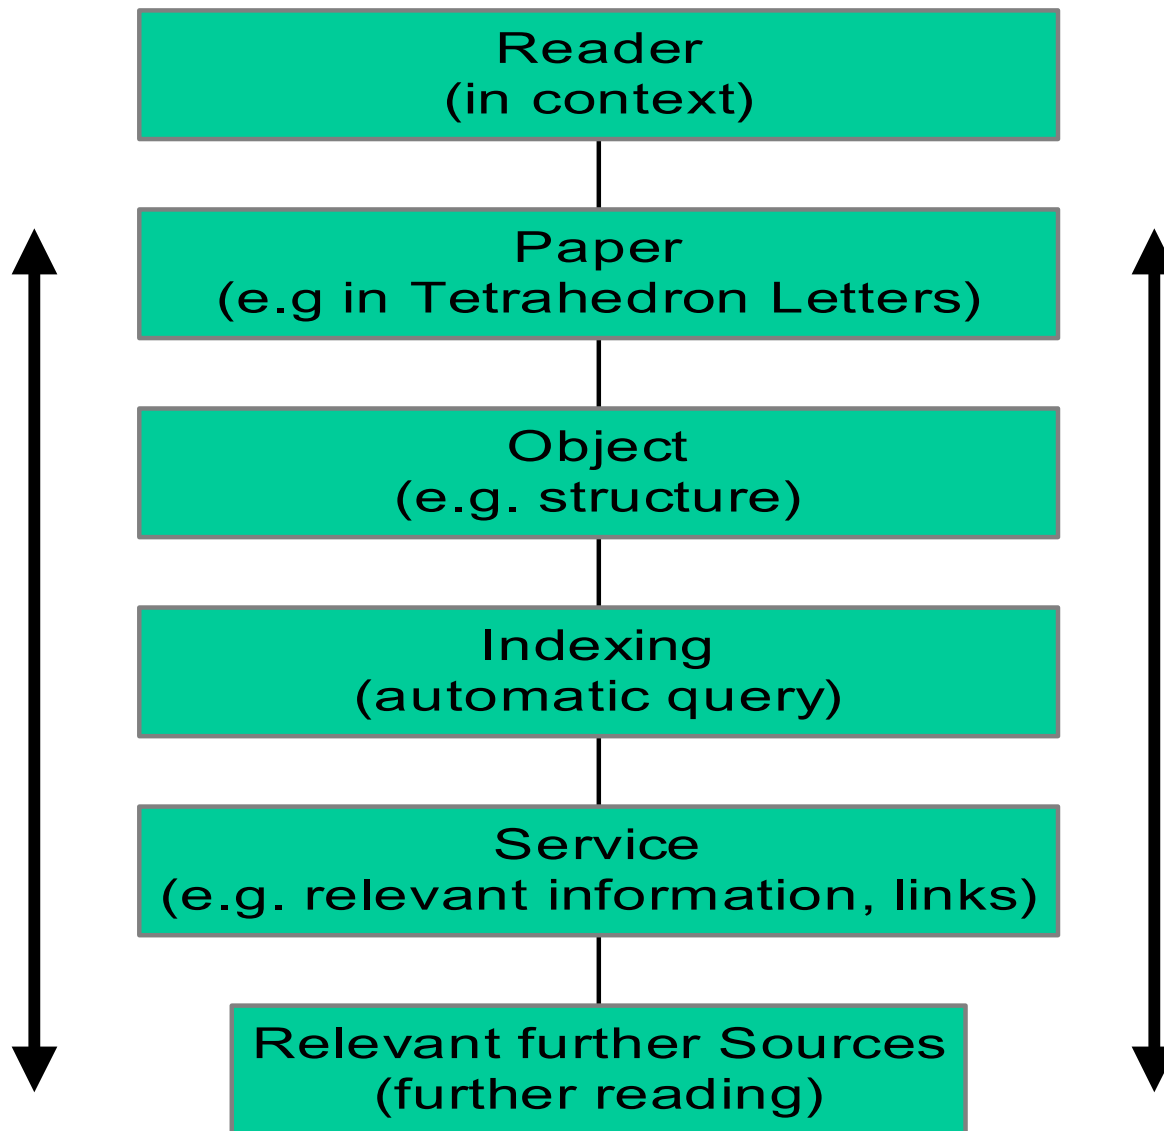 Reader
(in context)
Paper
(e.g in Tetrahedron Letters)
Object
(e.g. structure)
Indexing
(automatic query)
Service
(e.g. relevant information, links)
Relevant further Sources
(further reading)